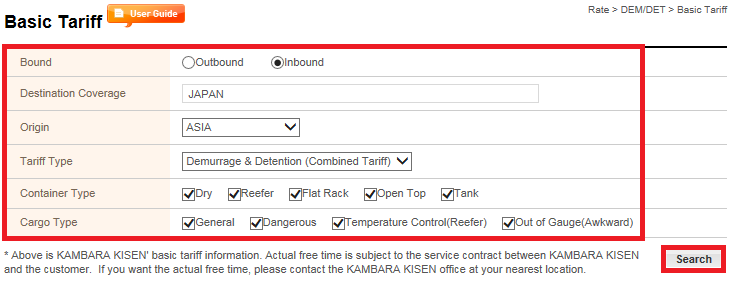 Rate > DEM/DET > Basic Tariff
Basic Tariff User Guide
Bound Outbound Inbound
Destination Coverage JAPAN
Origin ASIA
Tariff Type Demurrage & Detention (Combined Tariff)
Container Type Dry Reefer Flat Rack Open Top Tank
Cargo Type General Dangerous Temperature Control(Reefer) Out of Gauge(Awkward)
* Above is KAMBARA KISEN' basic tariff information. Actual free time is subject to the service contract between KAMBARA KISEN
and the customer. If you want the actual free time, please contact the KAMBARA KISEN office at your nearest location.
Search